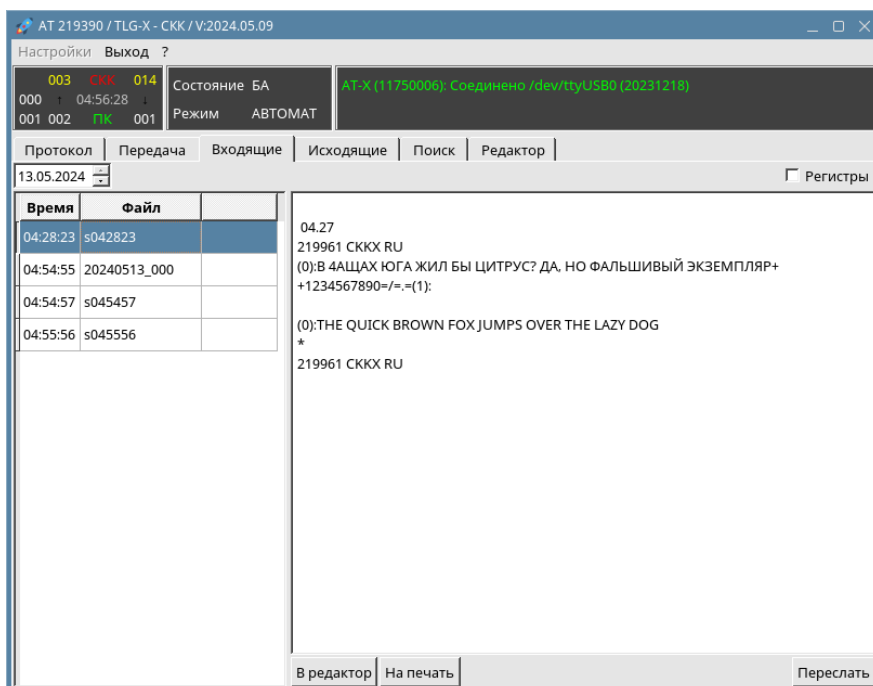 AT 219390 / TLG-X - СКК / V:2024.05.09
Настройки Выход ?
003 СКК 014
000 ↑ 04:56:28 ↓
001 002 ПК 001
Состояние БА
Режим АВТОМАТ
AT-X (11750006): Соединено /dev/ttyUSB0 (20231218)
Протокол Передача Входящие Исходящие Поиск Редактор
13.05.2024 Регистры
Время Файл
04:28:23 s042823
04:54:55 20240513_000
04:54:57 s045457
04:55:56 s045556
04.27
219961 CKKX RU
(0):В 4АЩАХ ЮГА ЖИЛ БЫ ЦИТРУС? ДА, НО ФАЛЬШИВЫЙ ЭКЗЕМПЛЯР+
+1234567890=/=.=(1):
(0):THE QUICK BROWN FOX JUMPS OVER THE LAZY DOG
*
219961 CKKX RU
В редактор На печать Переслать